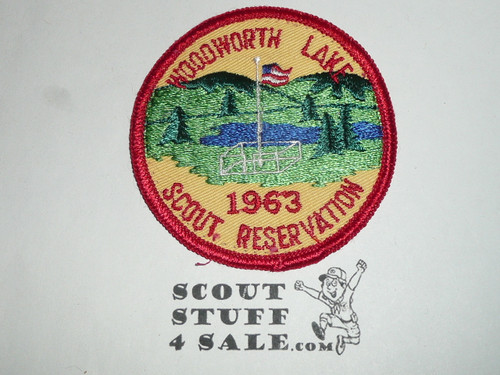 WOODWORTH LAKE
1963
SCOUT RESERVATION
SCOUT
STUFF
4 SALE.COM